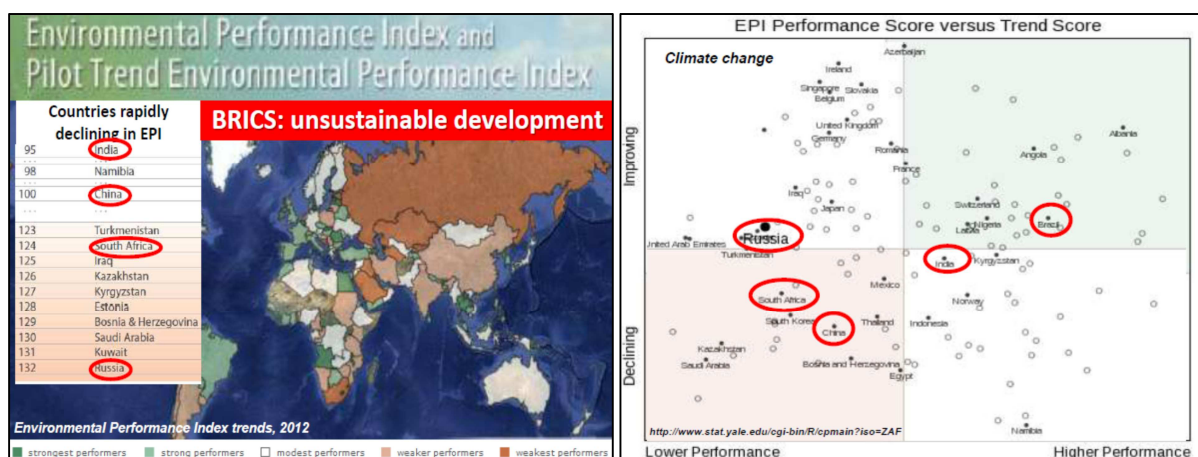 Environmental Performance Index and
Pilot Trend Environmental Performance Index
Countries rapidly
declining in EPI
BRICS: unsustainable development
95 India
. . .
98 Namibia
. . .
100 China
. . .
. . .
123 Turkmenistan
124 South Africa
125 Iraq
126 Kazakhstan
127 Kyrgyzstan
128 Estonia
129 Bosnia & Herzegovina
130 Saudi Arabia
131 Kuwait
132 Russia
Environmental Performance Index trends, 2012
strongest performers strong performers modest performers weaker performers weakest performers
EPI Performance Score versus Trend Score
Climate change
Azerbaijan
Ireland
Singapore Slovakia
Belgium
United Kingdom
Germany
Albania
Romania
Angola
France
Iraq
Japan
Switzerland
Latvia Nigeria
Brazil
Russia
United Arab Emirates
Turkmenistan
India
Kyrgyzstan
Mexico
South Africa
Norway
South Korea
China
Thailand
Indonesia
Kazakhstan
Saudi Arabia
Bosnia and Herzegovina
Egypt
Namibia
Improving
Declining
http://www.stat.yale.edu/cgi-bin/R/cpmain?iso=ZAF
Lower Performance
Higher Performance